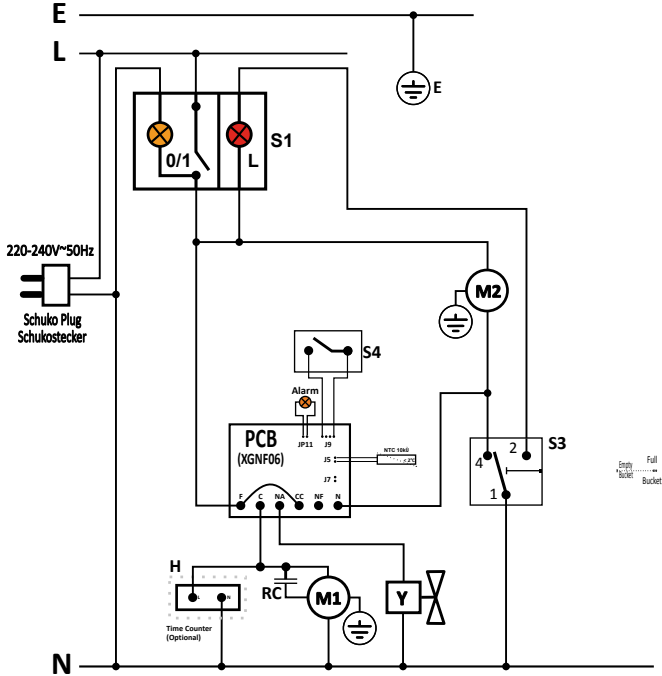 E
L
E
S1
0/1
L
220-240V~50Hz
Schuko Plug
Schukostecker
M2
S4
Alarm
PCB
(XGNF06)
JP11
J9
J5
NTC 10kΩ
J7
F
C
NA
CC
NF
N
S3
4
2
1
Full
Empty
Bucket
Bucket
H
L
N
RC
M1
Y
Time Counter
(Optional)
N